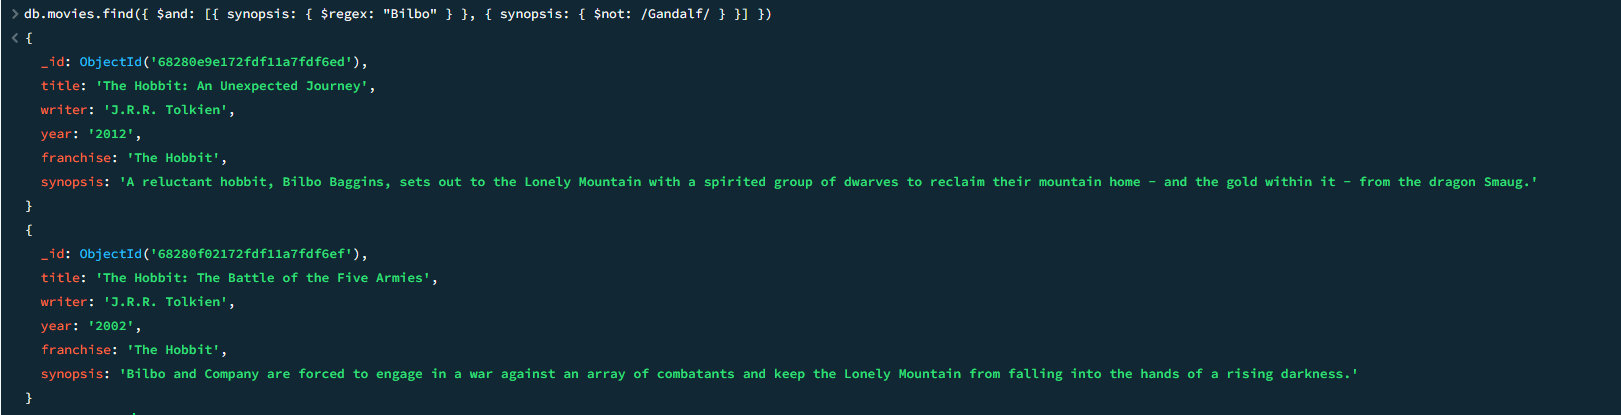 > db.movies.find({ $and: [{ synopsis: { $regex: "Bilbo" } }, { synopsis: { $not: /Gandalf/ } }] })
< {
_id: ObjectId('68280e9e172fdf11a7fdf6ed'),
title: 'The Hobbit: An Unexpected Journey',
writer: 'J.R.R. Tolkien',
year: '2012',
franchise: 'The Hobbit',
synopsis: 'A reluctant hobbit, Bilbo Baggins, sets out to the Lonely Mountain with a spirited group of dwarves to reclaim their mountain home - and the gold within it - from the dragon Smaug.'
}
{
_id: ObjectId('68280f02172fdf11a7fdf6ef'),
title: 'The Hobbit: The Battle of the Five Armies',
writer: 'J.R.R. Tolkien',
year: '2002',
franchise: 'The Hobbit',
synopsis: 'Bilbo and Company are forced to engage in a war against an array of combatants and keep the Lonely Mountain from falling into the hands of a rising darkness.'
}